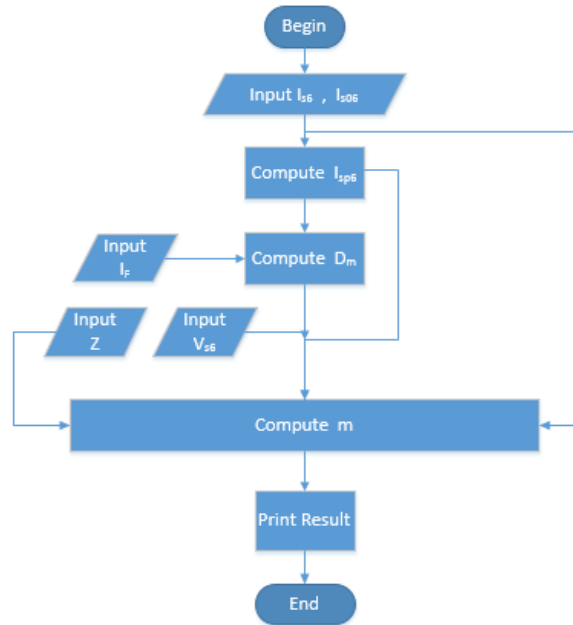 Begin
Input Is6 , Is06
Compute Isp6
Input
IF
Compute Dm
Input
Z
Input
Vs6
Compute m
Print Result
End